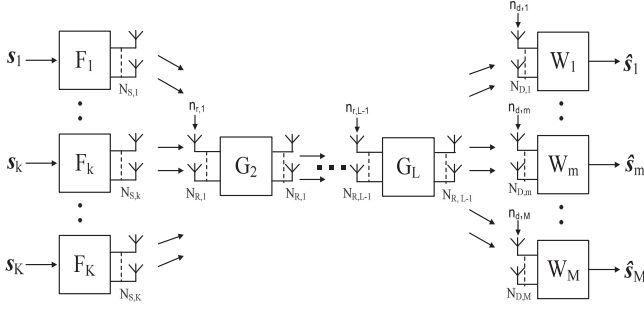 s1
F1
NS,1
sk
Fk
NS,k
sK
FK
NS,K
nr,1
NR,1
G2
NR,1
nr,L-1
NR,L-1
GL
NR,L-1
nd,1
ND,1
W1
ŝ1
nd,m
ND,m
Wm
ŝm
nd,M
ND,M
WM
ŝM